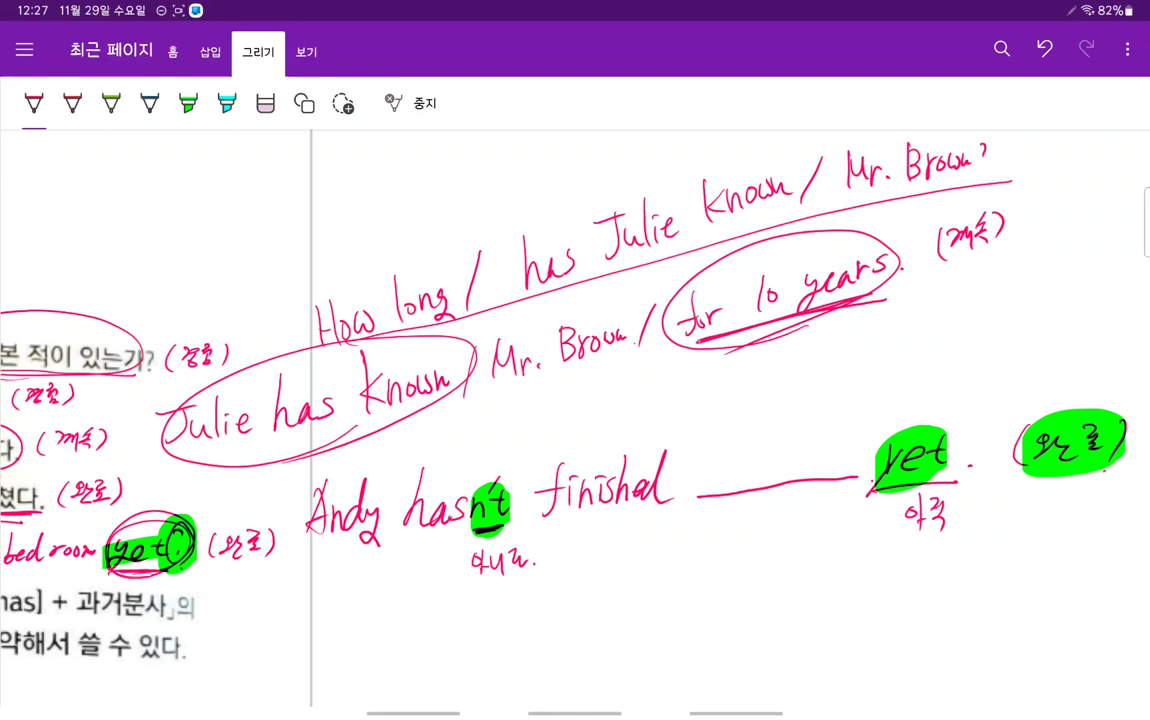 12:27 11월 29일 수요일 82%
최근 페이지 홈 삽입 그리기 보기
중지
How long / has Julie Known / Mr. Brown?
(계속)
Julie has Known / Mr. Brown. / for 10 years.
본 적이 있는가? (경험)
(경험)
다. (계속)
쳤다. (완료)
Andy hasn't finished yet. (완료)
아니다. 아직
bed room yet? (완료)
has] + 과거분사」의
약해서 쓸 수 있다.